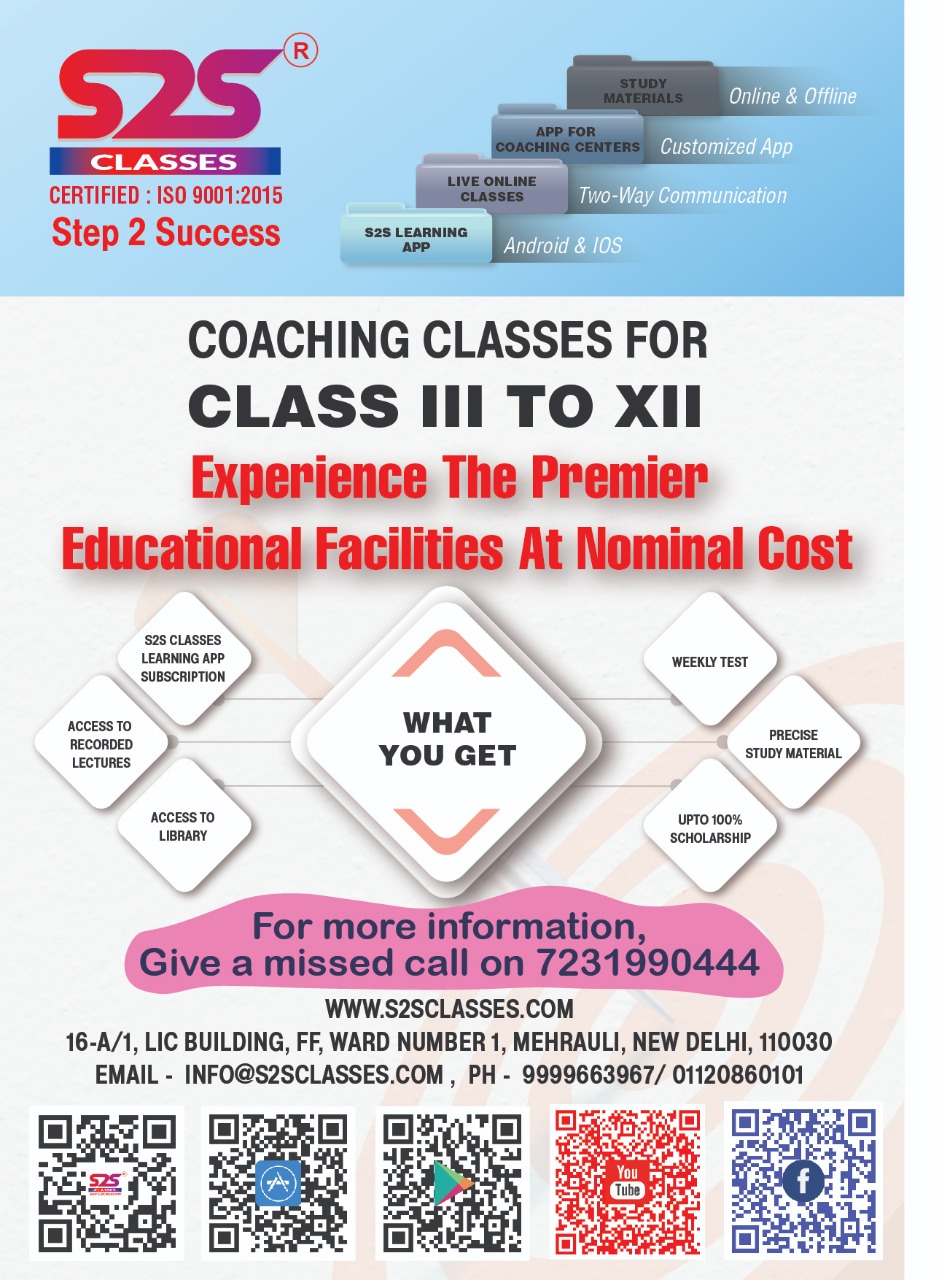 S2S ®
CLASSES
CERTIFIED : ISO 9001:2015
Step 2 Success
STUDY
MATERIALS
Online & Offline
APP FOR
COACHING CENTERS
Customized App
LIVE ONLINE
CLASSES
Two-Way Communication
S2S LEARNING
APP
Android & IOS
COACHING CLASSES FOR
CLASS III TO XII
Experience The Premier
Educational Facilities At Nominal Cost
S2S CLASSES
LEARNING APP
SUBSCRIPTION
ACCESS TO
RECORDED
LECTURES
ACCESS TO
LIBRARY
WHAT
YOU GET
WEEKLY TEST
PRECISE
STUDY MATERIAL
UPTO 100%
SCHOLARSHIP
For more information,
Give a missed call on 7231990444
WWW.S2SCLASSES.COM
16-A/1, LIC BUILDING, FF, WARD NUMBER 1, MEHRAULI, NEW DELHI, 110030
EMAIL - INFO@S2SCLASSES.COM , PH - 9999663967/ 01120860101
S2S
CLASSES
You
Tube
f